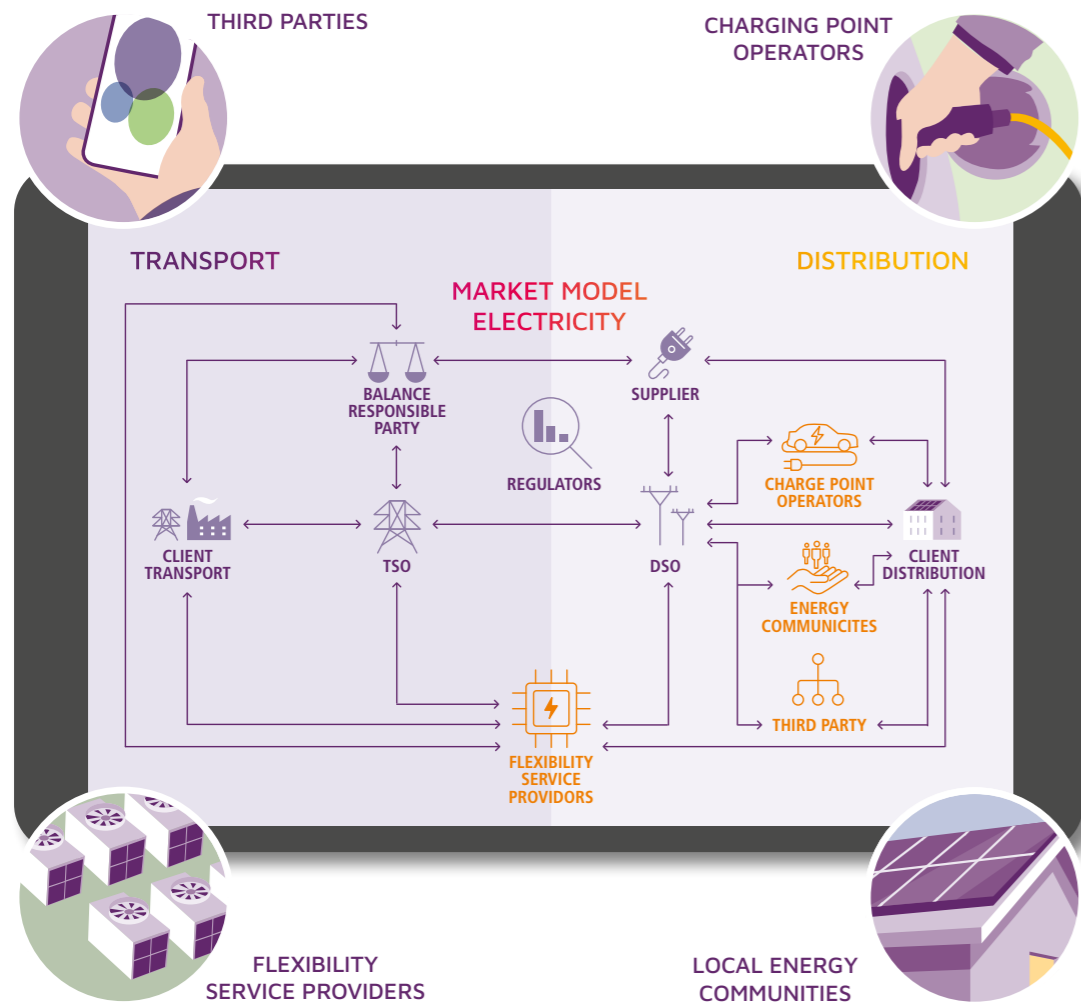 THIRD PARTIES
CHARGING POINT
OPERATORS
TRANSPORT
DISTRIBUTION
MARKET MODEL
ELECTRICITY
BALANCE
RESPONSIBLE
PARTY
SUPPLIER
REGULATORS
CHARGE POINT
OPERATORS
CLIENT
TRANSPORT
TSO
DSO
CLIENT
DISTRIBUTION
ENERGY
COMMUNICITES
THIRD PARTY
FLEXIBILITY
SERVICE
PROVIDORS
FLEXIBILITY
SERVICE PROVIDERS
LOCAL ENERGY
COMMUNITIES